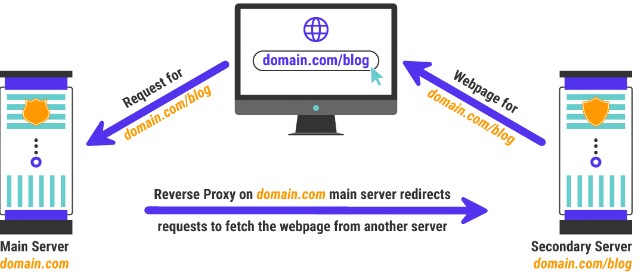 domain.com/blog
Request for
domain.com/blog
Webpage for
domain.com/blog
Reverse Proxy on domain.com main server redirects
requests to fetch the webpage from another server
Main Server
domain.com
Secondary Server
domain.com/blog